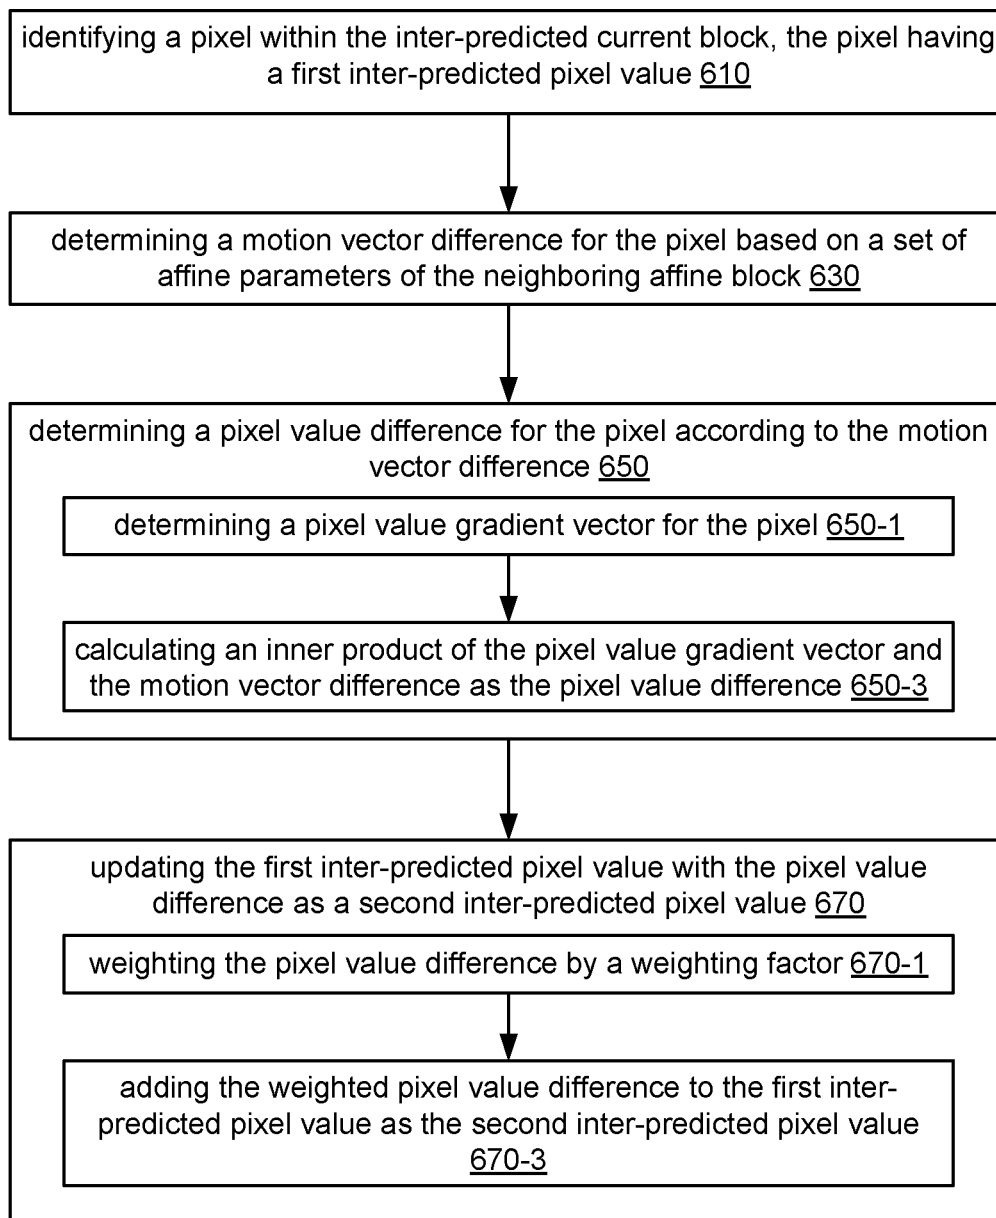 identifying a pixel within the inter-predicted current block, the pixel having
a first inter-predicted pixel value 610
determining a motion vector difference for the pixel based on a set of
affine parameters of the neighboring affine block 630
determining a pixel value difference for the pixel according to the motion
vector difference 650
determining a pixel value gradient vector for the pixel 650-1
calculating an inner product of the pixel value gradient vector and
the motion vector difference as the pixel value difference 650-3
updating the first inter-predicted pixel value with the pixel value
difference as a second inter-predicted pixel value 670
weighting the pixel value difference by a weighting factor 670-1
adding the weighted pixel value difference to the first inter-
predicted pixel value as the second inter-predicted pixel value
670-3